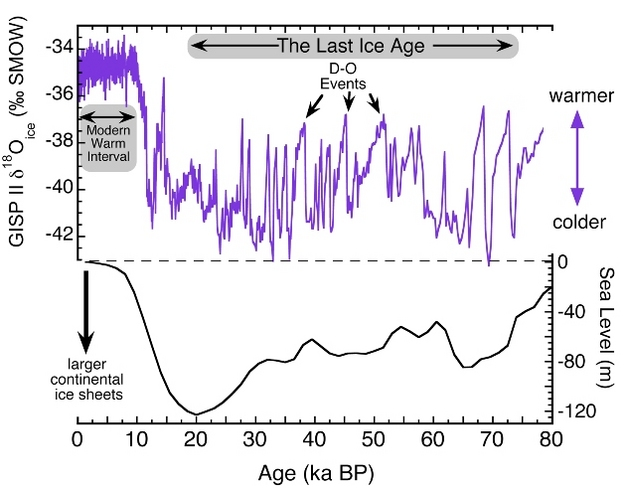 GISP II δ18Oice (‰ SMOW)
-34
-36
-38
-40
-42
The Last Ice Age
D-O
Events
Modern
Warm
Interval
warmer
colder
larger
continental
ice sheets
0
-40
-80
-120
Sea Level (m)
0 10 20 30 40 50 60 70 80
Age (ka BP)